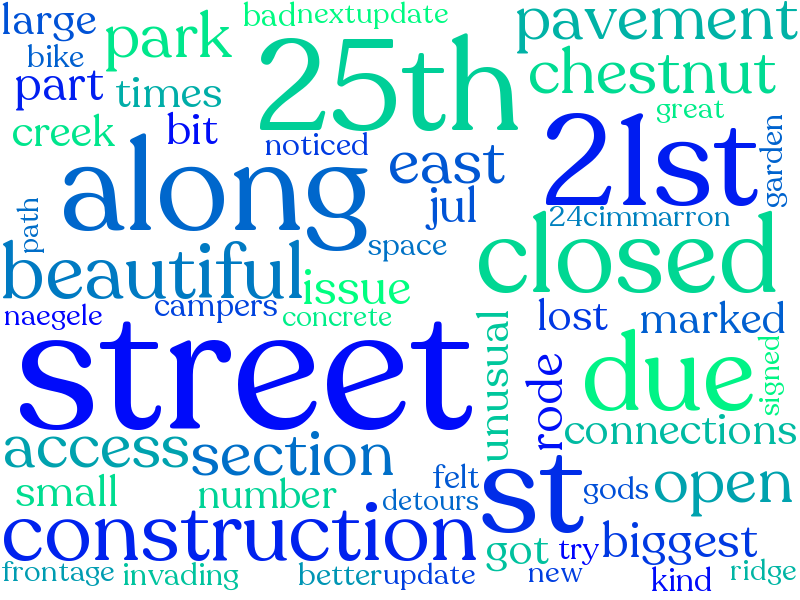 large
park
badnextupdate
pavement
bike
25th
part
times
chestnut
great
creek
bit
noticed
21st
garden
along
east
jul
path
24cimmarron
space
closed
beautiful
issue
campers
naegele
concrete
lost
marked
street
unusual
rode
due
signed
connections
access
section
felt
st
gods
open
small
number
detours
construction
got
try
biggest
frontage
invading
betterupdate
new
kind
ridge